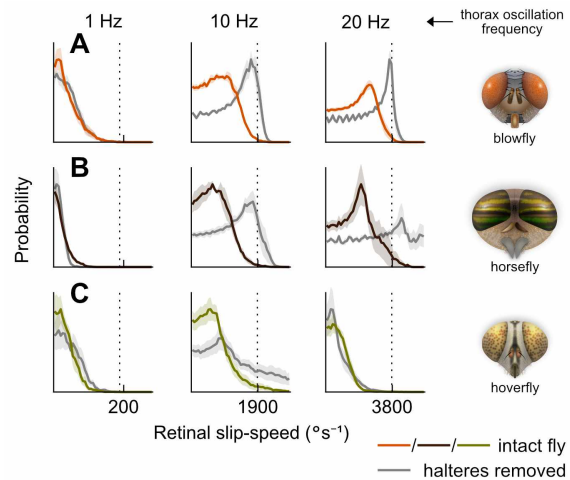 1 Hz 10 Hz 20 Hz thorax oscillation
frequency
A
blowfly
B
horsefly
C
hoverfly
Probability
200 1900 3800
Retinal slip-speed (°s⁻¹)
/ / intact fly
halteres removed